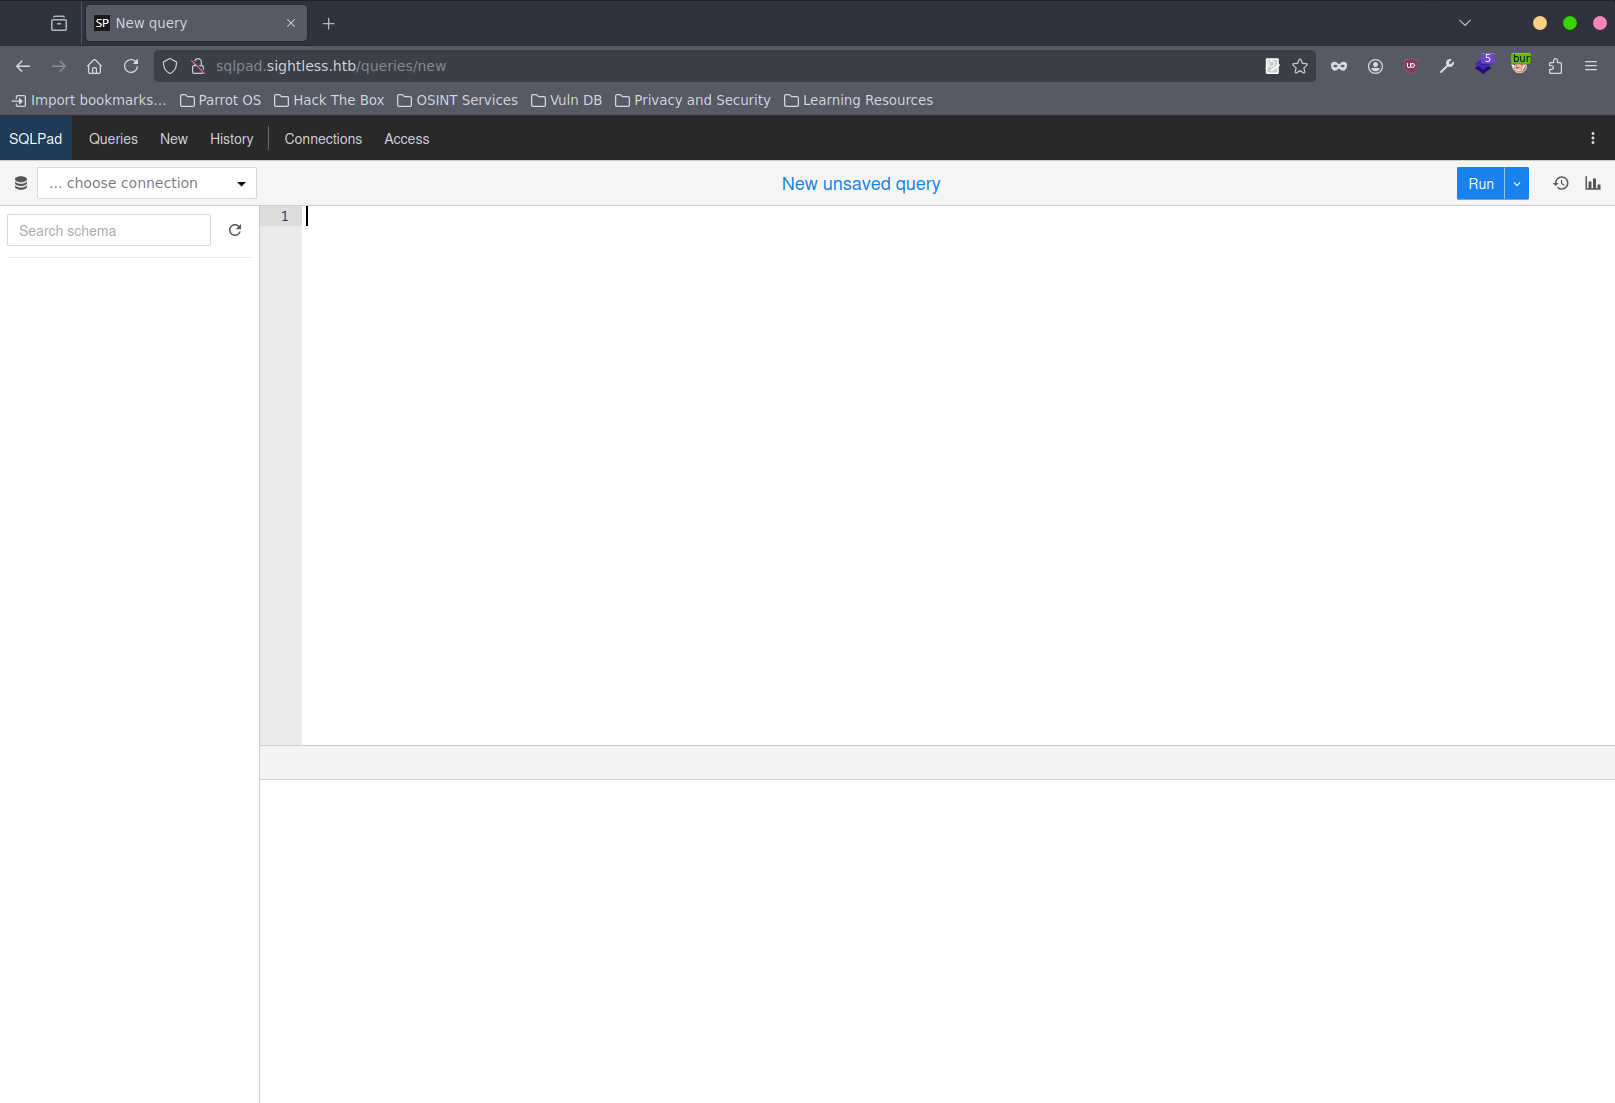 SP New query
sqlpad.sightless.htb/queries/new
5
bur
Import bookmarks... Parrot OS Hack The Box OSINT Services Vuln DB Privacy and Security Learning Resources
SQLPad Queries New History Connections Access
... choose connection New unsaved query Run
Search schema
1